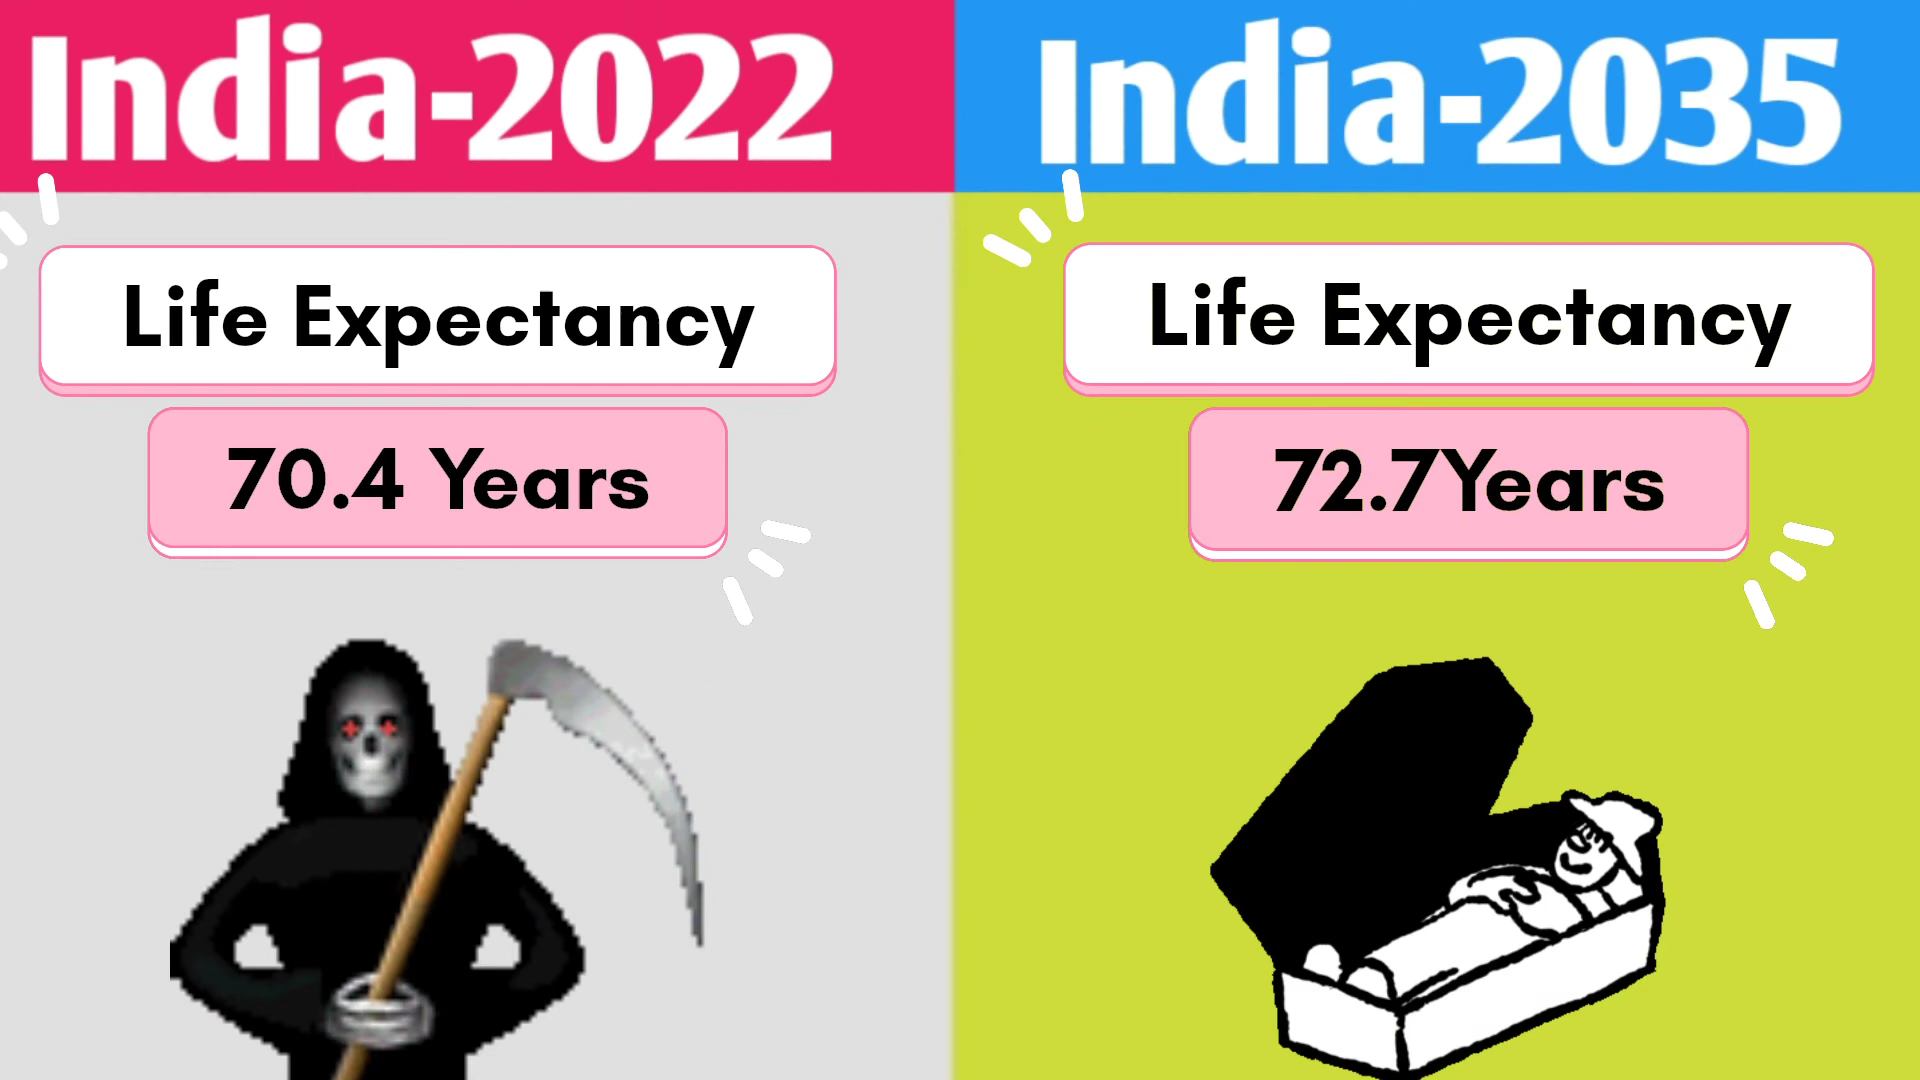 India-2022
Life Expectancy
70.4 Years
India-2035
Life Expectancy
72.7Years